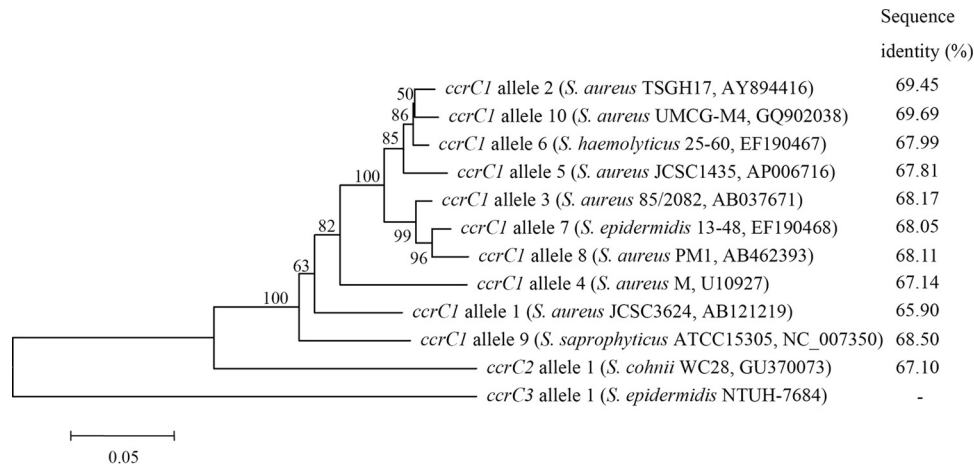 Sequence
identity (%)
50 ccrC1 allele 2 (S. aureus TSGH17, AY894416) 69.45
86 ccrC1 allele 10 (S. aureus UMCG-M4, GQ902038) 69.69
85 ccrC1 allele 6 (S. haemolyticus 25-60, EF190467) 67.99
100 ccrC1 allele 5 (S. aureus JCSC1435, AP006716) 67.81
ccrC1 allele 3 (S. aureus 85/2082, AB037671) 68.17
82 99 ccrC1 allele 7 (S. epidermidis 13-48, EF190468) 68.05
96 ccrC1 allele 8 (S. aureus PM1, AB462393) 68.11
63 ccrC1 allele 4 (S. aureus M, U10927) 67.14
100 ccrC1 allele 1 (S. aureus JCSC3624, AB121219) 65.90
ccrC1 allele 9 (S. saprophyticus ATCC15305, NC_007350) 68.50
ccrC2 allele 1 (S. cohnii WC28, GU370073) 67.10
ccrC3 allele 1 (S. epidermidis NTUH-7684) -
0.05